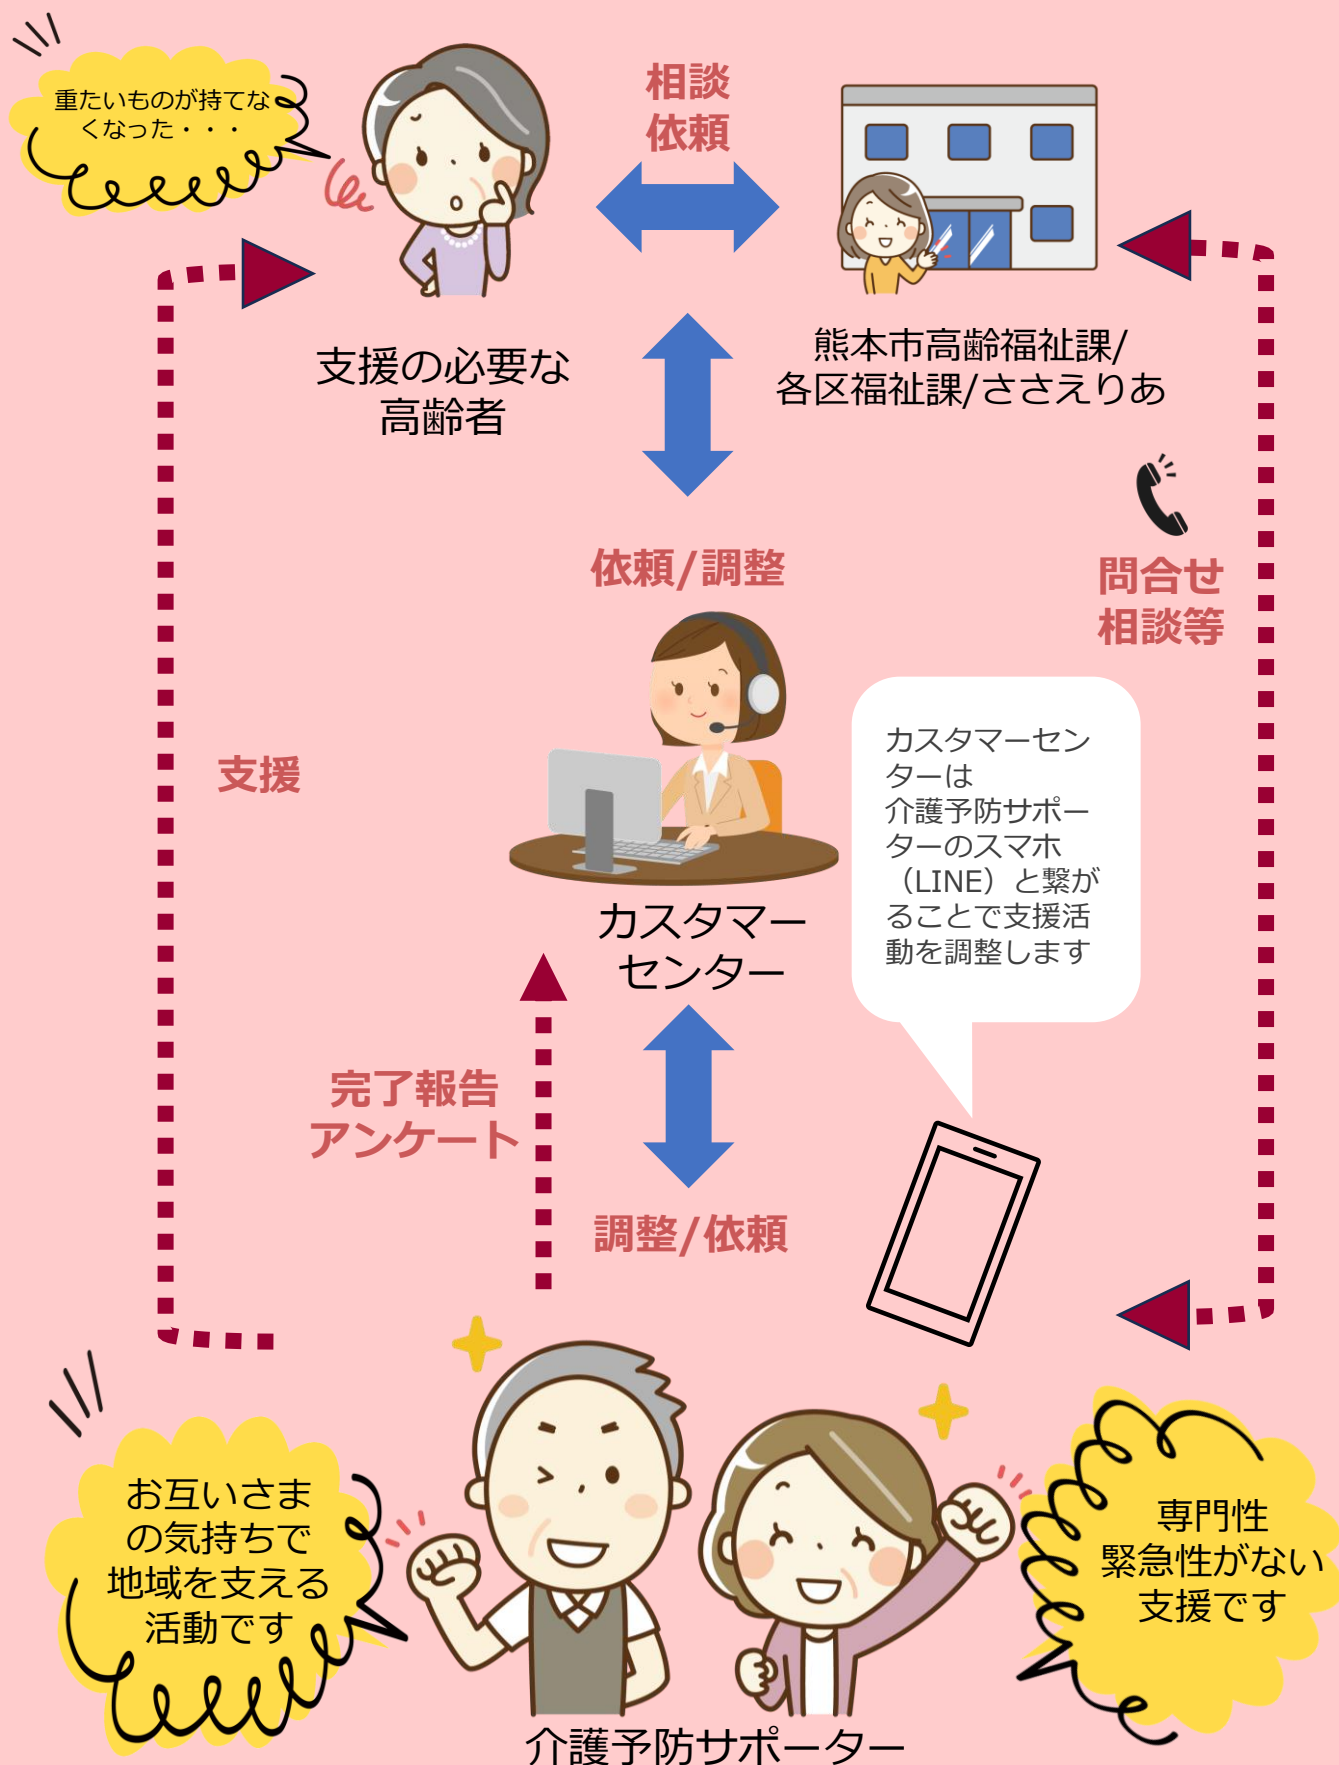 重たいものが持てな
くなった・・・
相談
依頼
支援の必要な
高齢者
熊本市高齢福祉課/
各区福祉課/ささえりあ
依頼/調整
問合せ
相談等
支援
カスタマーセン
ターは
介護予防サポー
ターのスマホ
（LINE）と繋が
ることで支援活
動を調整します
カスタマー
センター
完了報告
アンケート
調整/依頼
お互いさま
の気持ちで
地域を支える
活動です
専門性
緊急性がない
支援です
介護予防サポーター